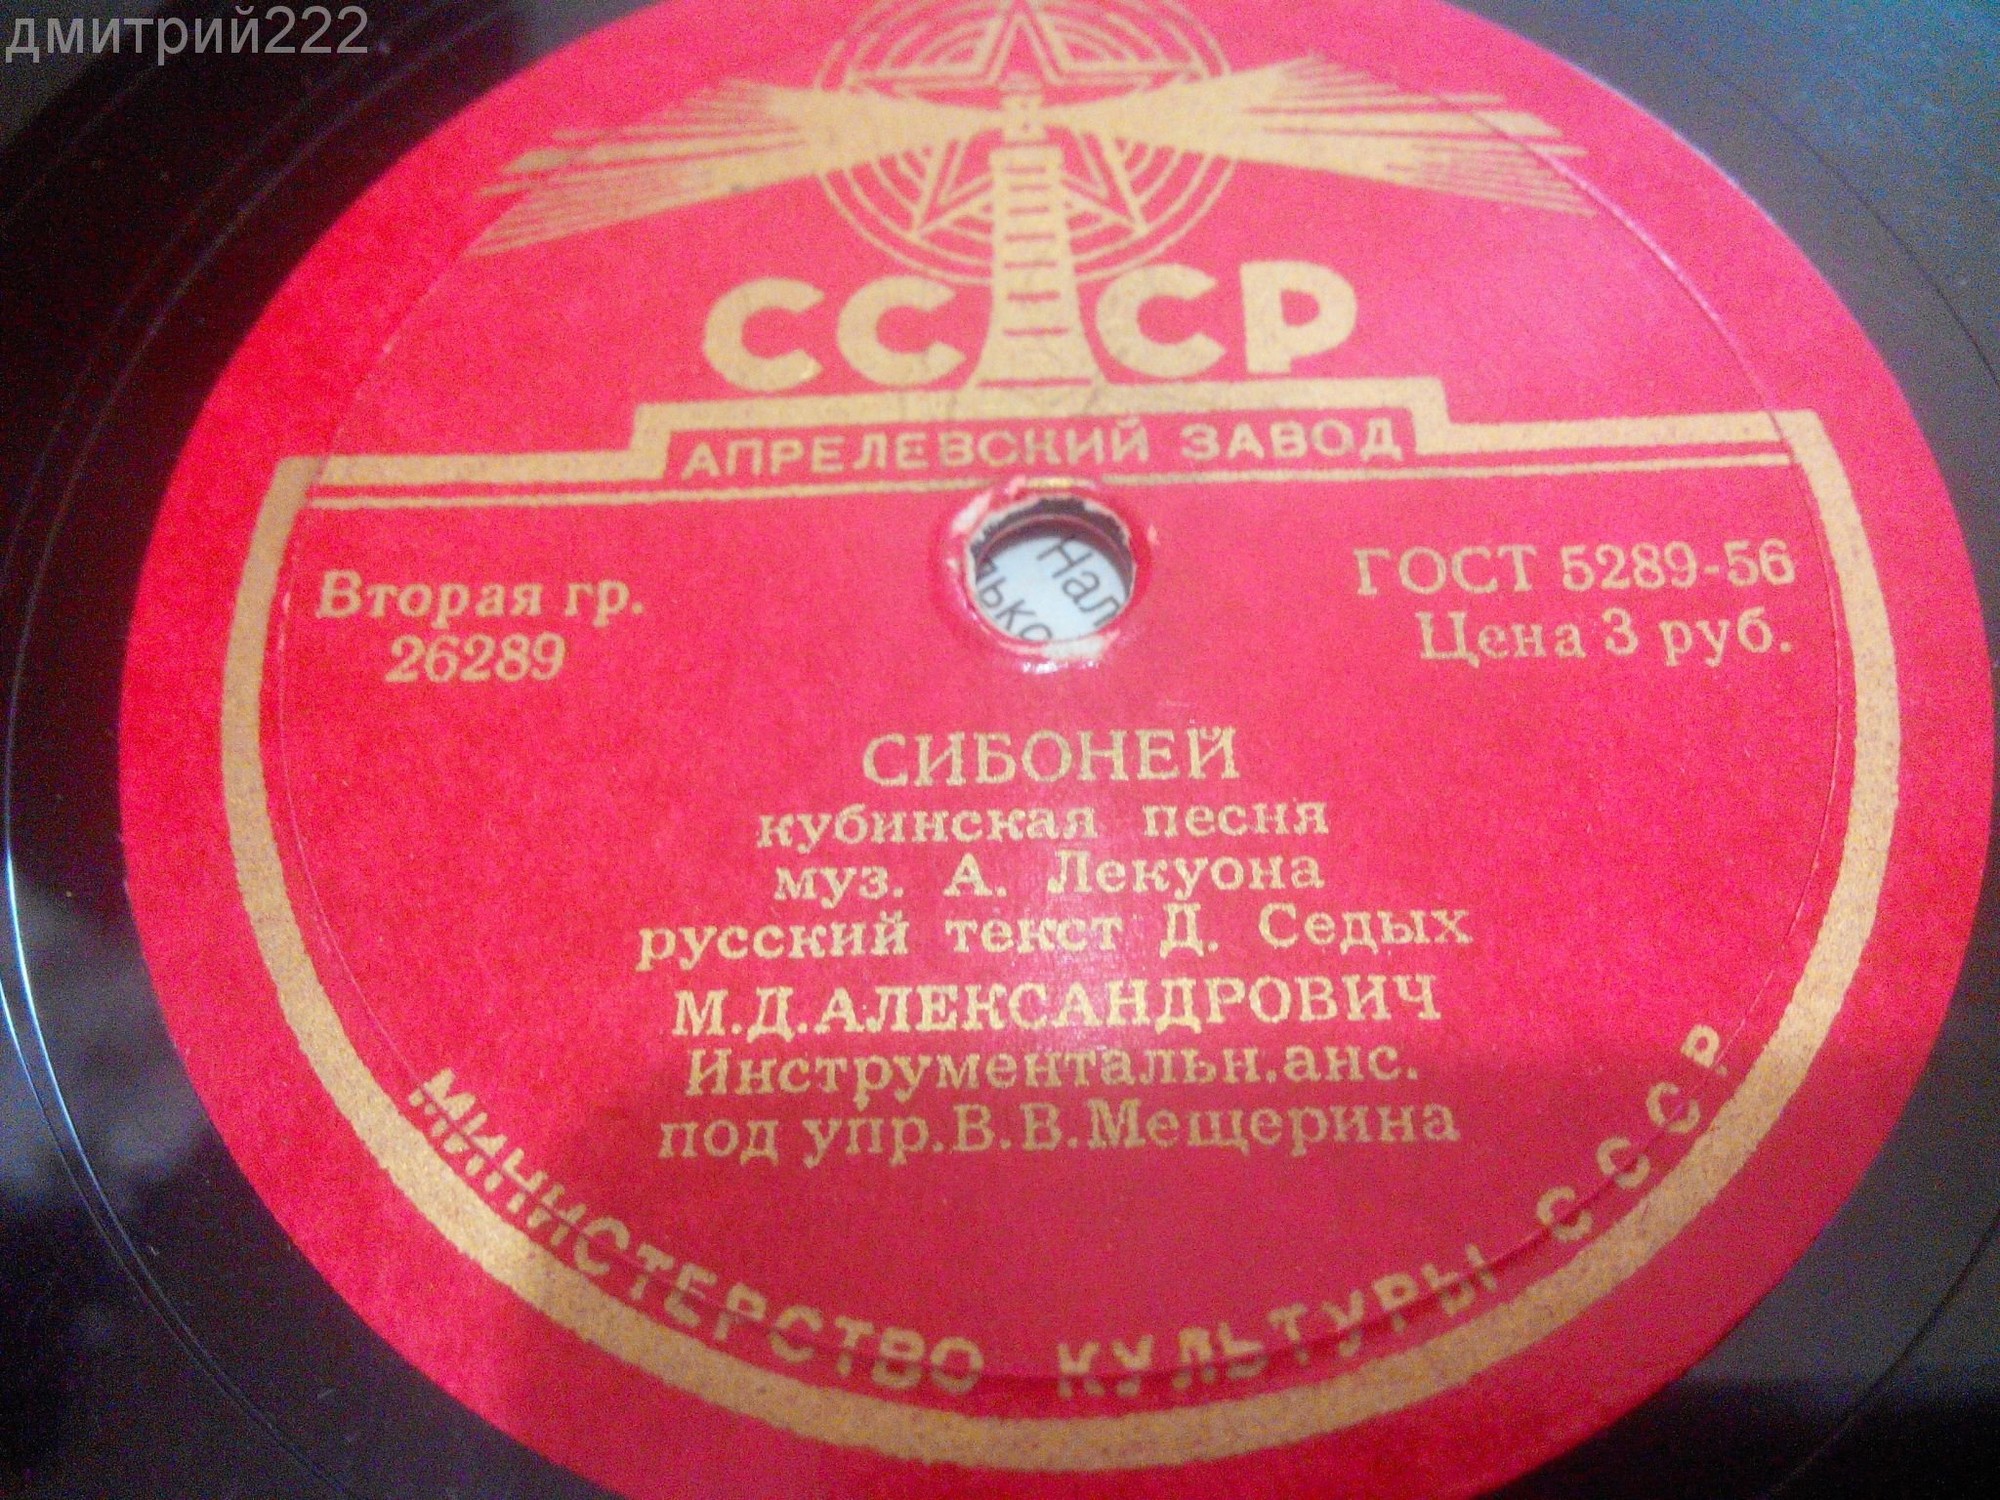 дмитрий222
СССР
АПРЕЛЕВСКИЙ ЗАВОД
Вторая гр.
26289
ГОСТ 5289-56
Цена 3 руб.
СИБОНЕЙ
кубинская песня
муз. А. Лекуона
русский текст Д. Седых
М.Д.АЛЕКСАНДРОВИЧ
Инструментальн.анс.
под упр.В.В.Мещерина
МИНИСТЕРСТВО КУЛЬТУРЫ СССР